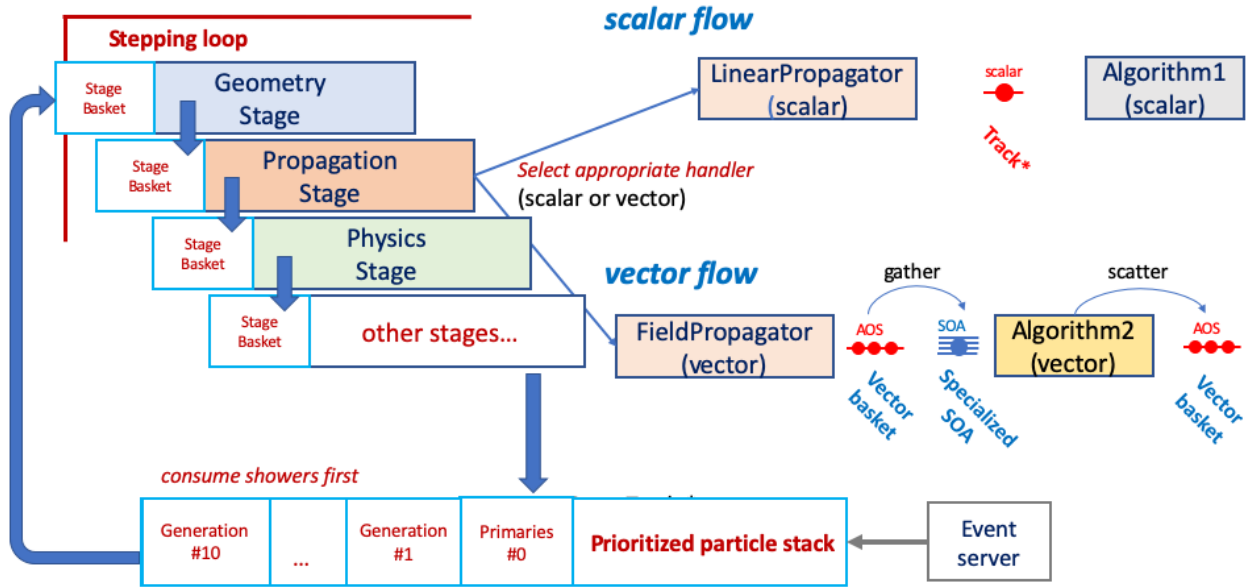 scalar flow
Stepping loop
Stage
Basket
Geometry
Stage
LinearPropagator
(scalar)
scalar
Track*
Algorithm1
(scalar)
Stage
Basket
Propagation
Stage
Select appropriate handler
(scalar or vector)
Stage
Basket
Physics
Stage
vector flow
gather
scatter
Stage
Basket
other stages...
FieldPropagator
(vector)
AOS
Vector
basket
SOA
Specialized
SOA
Algorithm2
(vector)
AOS
Vector
basket
consume showers first
Generation
#10
...
Generation
#1
Primaries
#0
Prioritized particle stack
Event
server